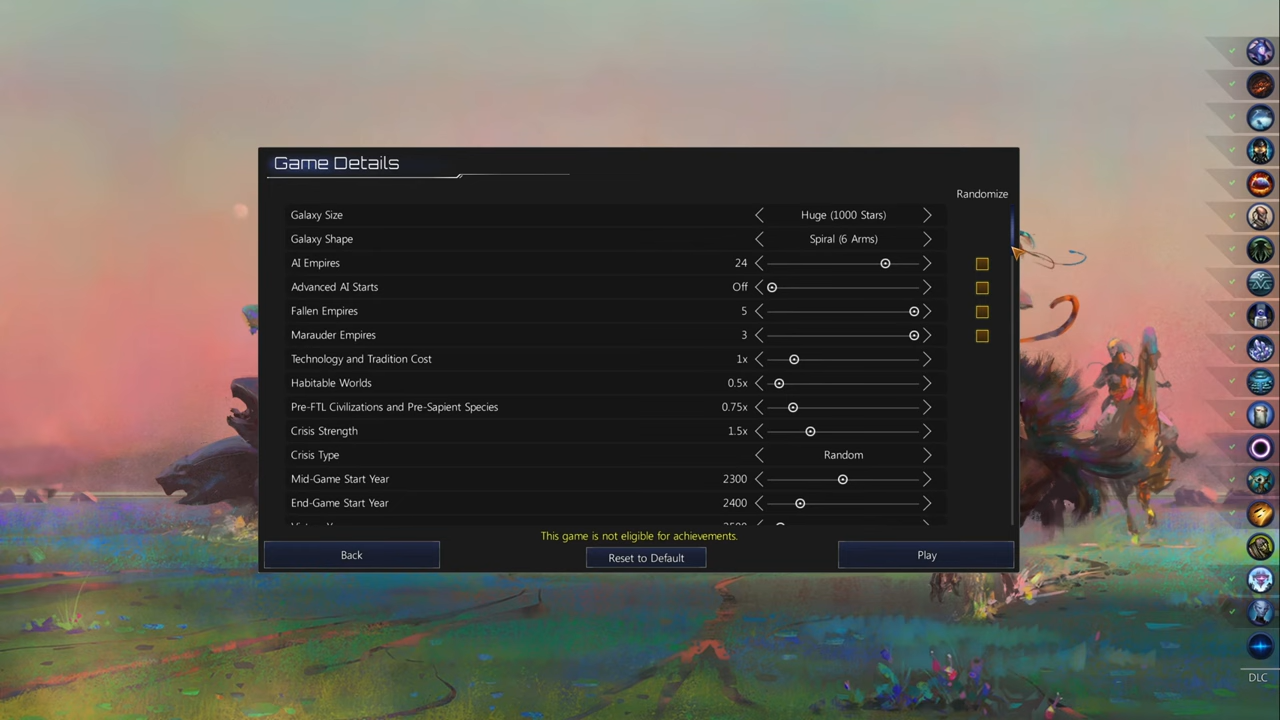 Game Details
Randomize
Galaxy Size Huge (1000 Stars)
Galaxy Shape Spiral (6 Arms)
AI Empires 24
Advanced AI Starts Off
Fallen Empires 5
Marauder Empires 3
Technology and Tradition Cost 1x
Habitable Worlds 0.5x
Pre-FTL Civilizations and Pre-Sapient Species 0.75x
Crisis Strength 1.5x
Crisis Type Random
Mid-Game Start Year 2300
End-Game Start Year 2400
This game is not eligible for achievements.
Back Reset to Default Play
DLC